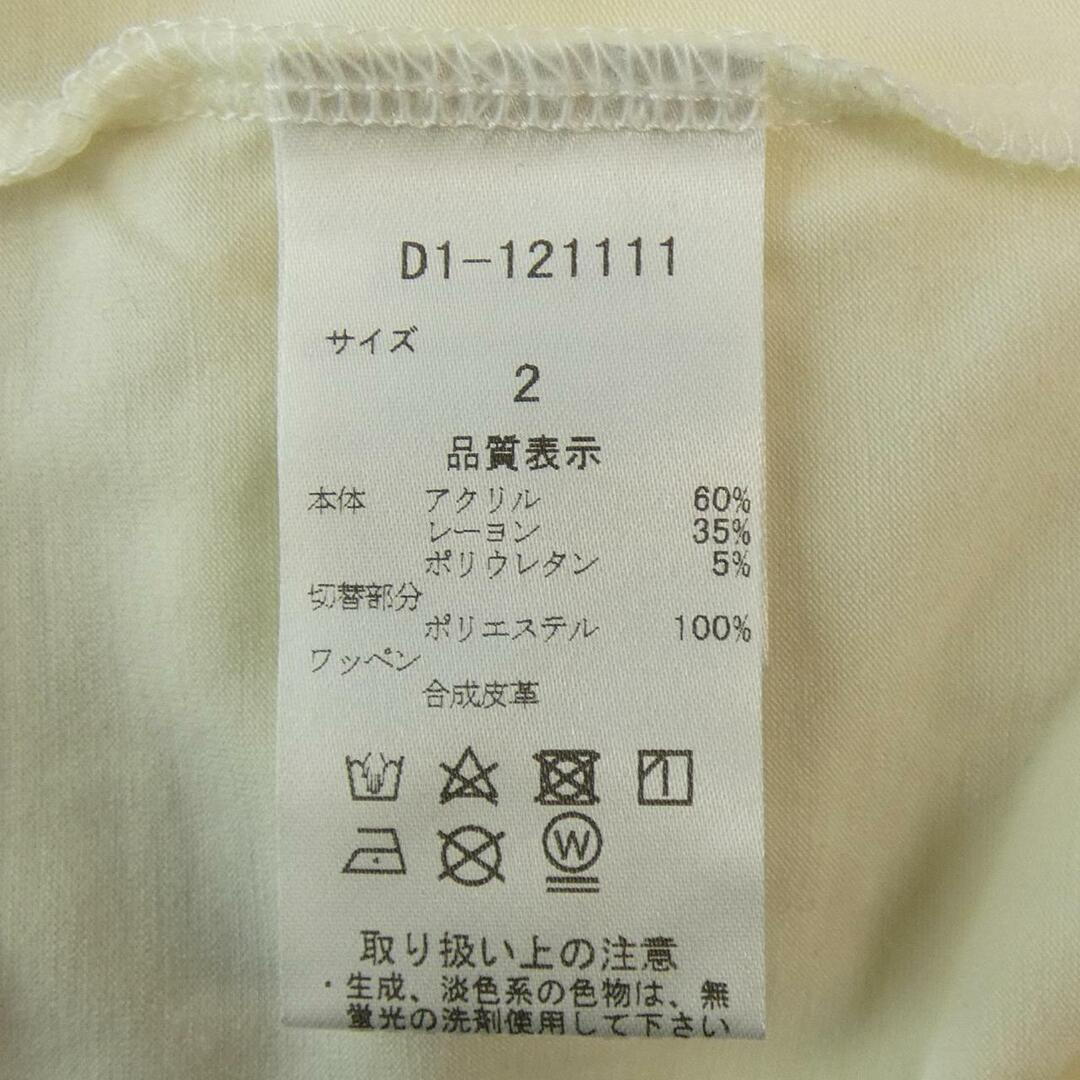 D1-121111
サイズ
2
品質表示
本体 アクリル 60%
レーヨン 35%
ポリウレタン 5%
切替部分
ポリエステル 100%
ワッペン
合成皮革
W
取り扱い上の注意
・生成、淡色系の色物は、無
蛍光の洗剤使用して下さい